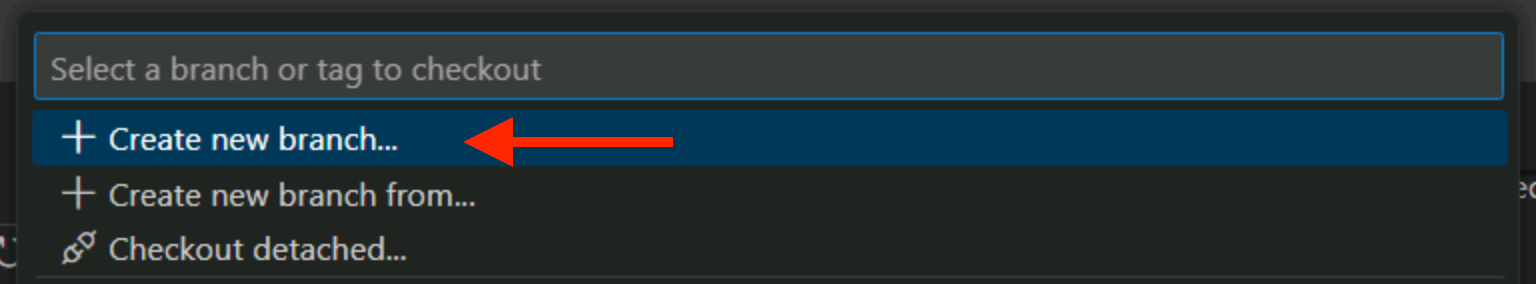 Select a branch or tag to checkout
Create new branch...
Create new branch from...
Checkout detached...